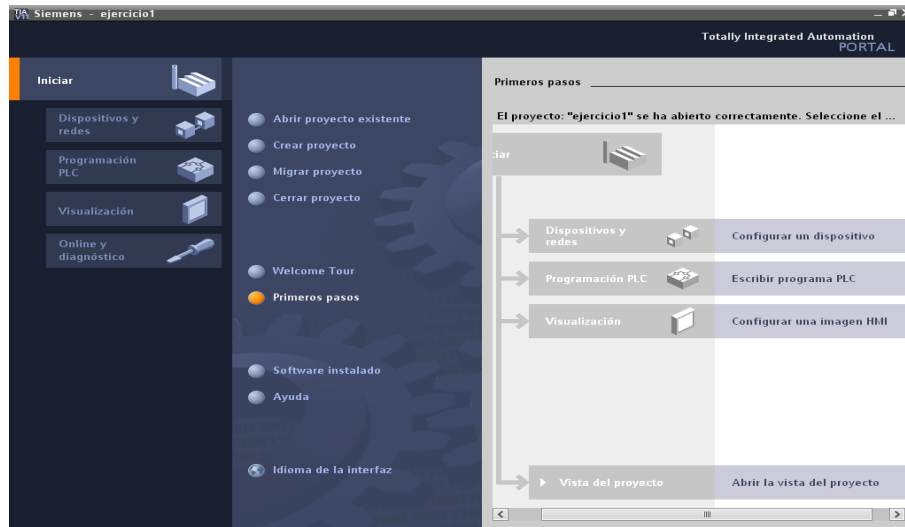 Siemens - ejercicio1
Totally Integrated Automation
PORTAL
Iniciar
Dispositivos y
redes
Programación
PLC
Visualización
Online y
diagnóstico
Abrir proyecto existente
Crear proyecto
Migrar proyecto
Cerrar proyecto
Welcome Tour
Primeros pasos
Software instalado
Ayuda
Idioma de la interfaz
Primeros pasos
El proyecto: "ejercicio1" se ha abierto correctamente. Seleccione el ...
iar
Dispositivos y
redes
Configurar un dispositivo
Programación PLC
Escribir programa PLC
Visualización
Configurar una imagen HMI
Vista del proyecto
Abrir la vista del proyecto